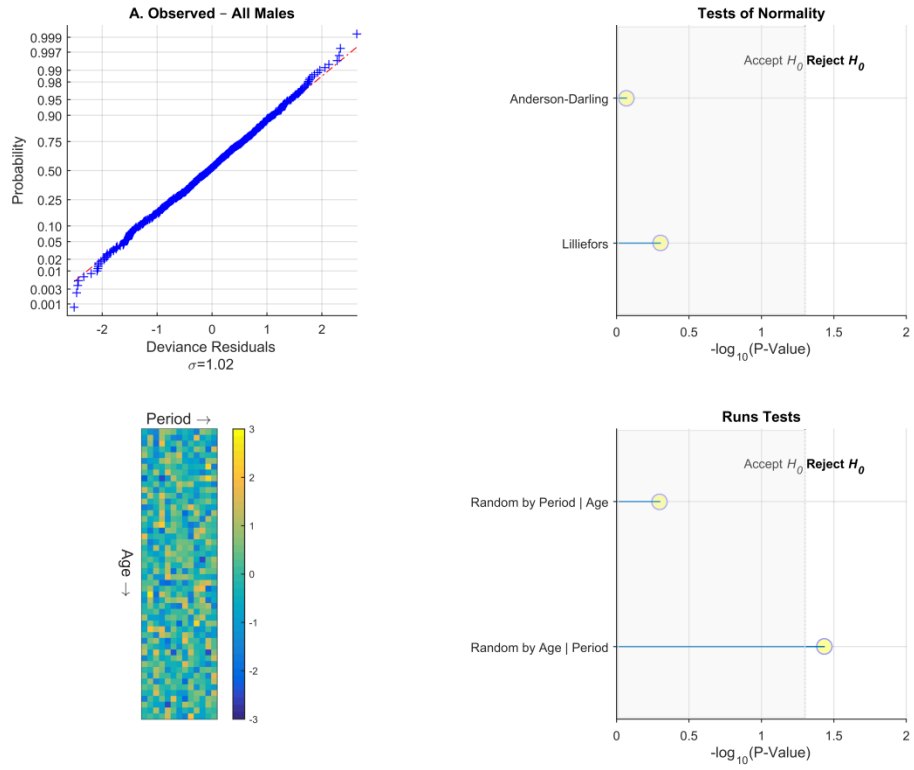 A. Observed – All Males
0.999
0.997
0.99
0.98
0.95
0.90
0.75
0.50
0.25
0.10
0.05
0.02
0.01
0.003
0.001
Probability
-2 -1 0 1 2
Deviance Residuals
σ=1.02
Tests of Normality
Accept H0 Reject H0
Anderson-Darling
Lilliefors
0 0.5 1 1.5 2
-log10(P-Value)
Period →
Age →
3
2
1
0
-1
-2
-3
Runs Tests
Accept H0 Reject H0
Random by Period | Age
Random by Age | Period
0 0.5 1 1.5 2
-log10(P-Value)